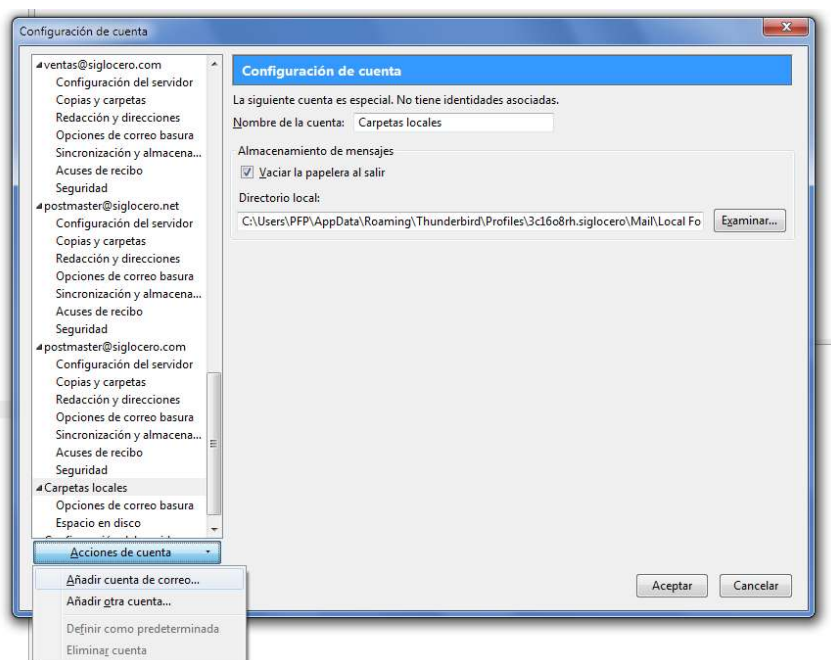 Configuración de cuenta
ventas@siglocero.com
Configuración del servidor
Copias y carpetas
Redacción y direcciones
Opciones de correo basura
Sincronización y almacena...
Acuses de recibo
Seguridad
postmaster@siglocero.net
Configuración del servidor
Copias y carpetas
Redacción y direcciones
Opciones de correo basura
Sincronización y almacena...
Acuses de recibo
Seguridad
postmaster@siglocero.com
Configuración del servidor
Copias y carpetas
Redacción y direcciones
Opciones de correo basura
Sincronización y almacena...
Acuses de recibo
Seguridad
Carpetas locales
Opciones de correo basura
Espacio en disco
Acciones de cuenta
Añadir cuenta de correo...
Añadir otra cuenta...
Definir como predeterminada
Eliminar cuenta
Configuración de cuenta
La siguiente cuenta es especial. No tiene identidades asociadas.
Nombre de la cuenta: Carpetas locales
Almacenamiento de mensajes
Vaciar la papelera al salir
Directorio local:
C:\Users\PFP\AppData\Roaming\Thunderbird\Profiles\3c16o8rh.siglocero\Mail\Local Fo Examinar...
Aceptar Cancelar